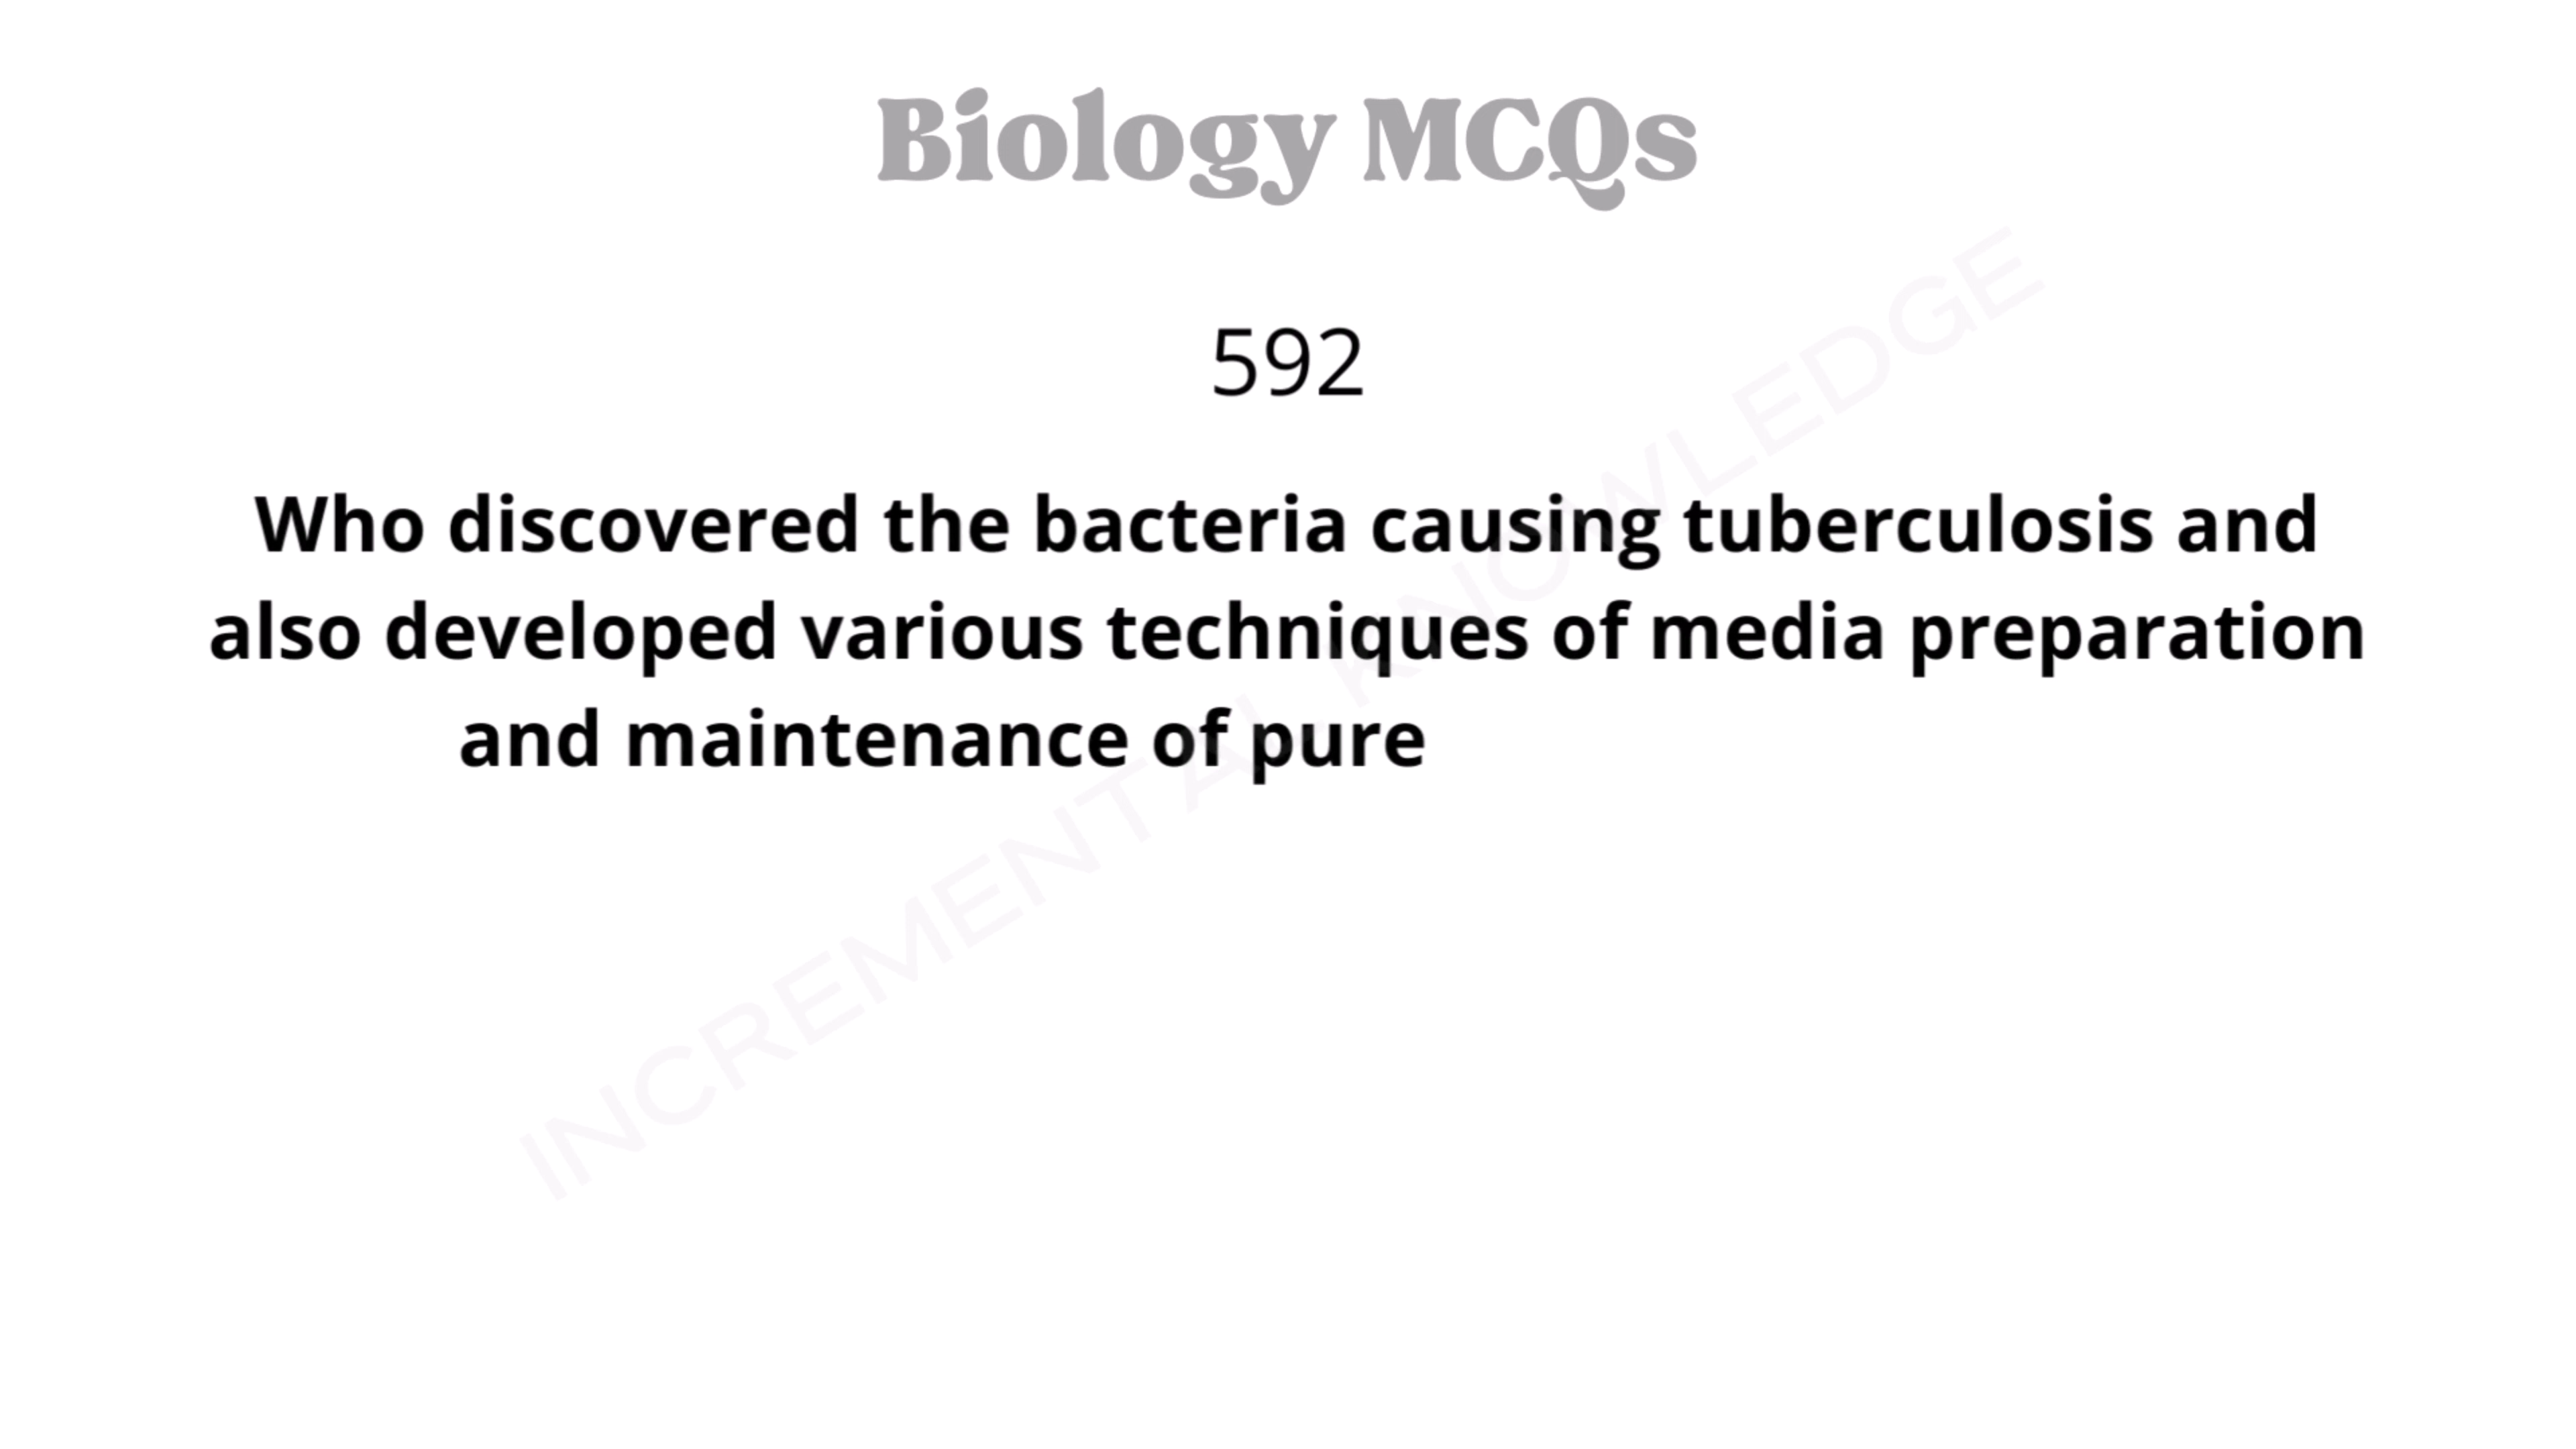 Biology MCQs
592
Who discovered the bacteria causing tuberculosis and
also developed various techniques of media preparation
and maintenance of pure
INCREMENTAL KNOWLEDGE